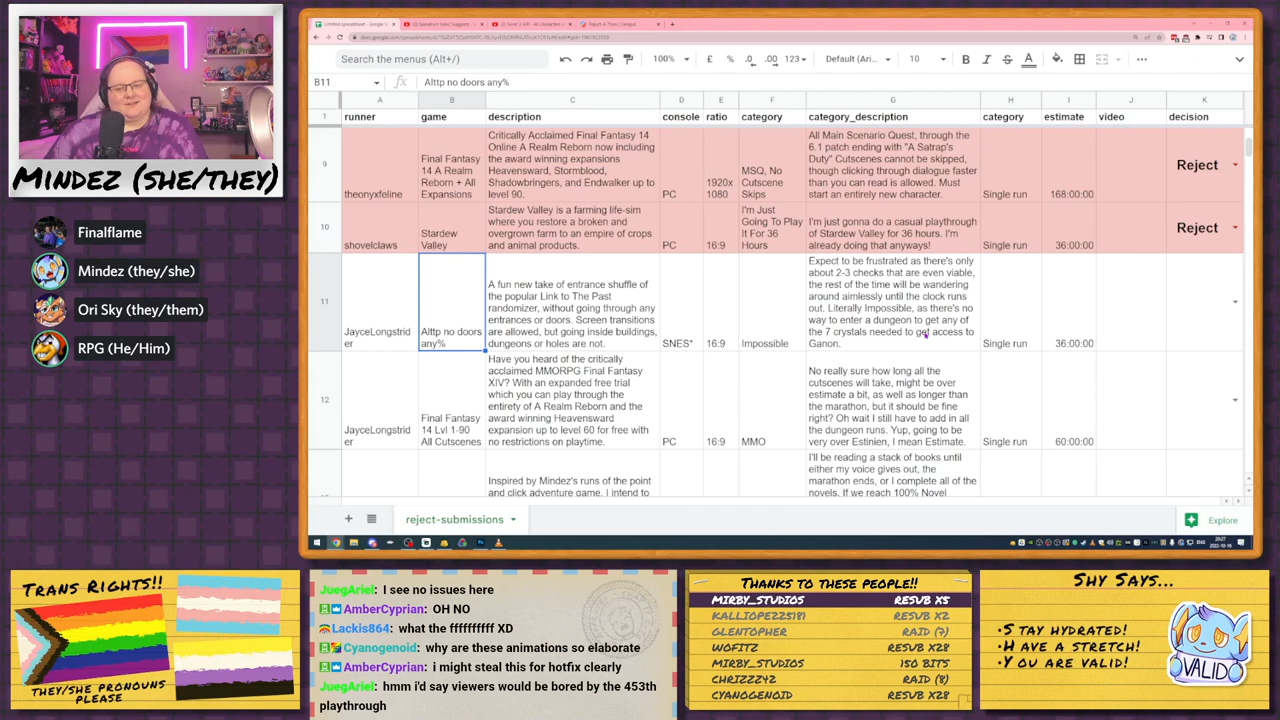 Search the menus (Alt+/)
100%
£
%
.0
.00
123
Default (Ari...
10
B
I
S
A
B11
fx
Alttp no doors any%
A B C D E F G H I J K
1 runner game description console ratio category category_description category estimate video decision
9
theonyxfeline
Final Fantasy
14 A Realm
Reborn + All
Expansions
Critically Acclaimed Final Fantasy 14
Online A Realm Reborn now including
the award winning expansions
Heavensward, Stormblood,
Shadowbringers, and Endwalker up to
level 90.
PC
1920x
1080
MSQ, No
Cutscene
Skips
All Main Scenario Quest, through the
6.1 patch ending with "A Satrap's
Duty" Cutscenes cannot be skipped,
though clicking through dialogue faster
than you can read is allowed. Must
start an entirely new character.
Single run
168:00:00
Reject
10
shovelclaws
Stardew
Valley
Stardew Valley is a farming life-sim
where you restore a broken and
overgrown farm to an empire of crops
and animal products.
PC
16:9
I'm Just
Going To Play
It For 36
Hours
I'm just gonna do a casual playthrough
of Stardew Valley for 36 hours. I'm
already doing that anyways!
Single run
36:00:00
Reject
11
JayceLongstrid
er
Alttp no doors
any%
A fun new take of entrance shuffle of
the popular Link to The Past
randomizer, without going through any
entrances or doors. Screen transitions
are allowed, but going inside buildings,
dungeons or holes are not.
SNES*
16:9
Impossible
Expect to be frustrated as there's only
about 2-3 checks that are even viable,
the rest of the time will be wandering
around aimlessly until the clock runs
out. Literally Impossible, as there's no
way to enter a dungeon to get any of
the 7 crystals needed to get access to
Ganon.
Single run
36:00:00
12
JayceLongstrid
er
Final Fantasy
14 Lvl 1-90
All Cutscenes
Have you heard of the critically
acclaimed MMORPG Final Fantasy
XIV? With an expanded free trial
which you can play through the
entirety of A Realm Reborn and the
award winning Heavensward
expansion up to level 60 for free with
no restrictions on playtime.
PC
16:9
MMO
No really sure how long all the
cutscenes will take, might be over
estimate a bit, as well as longer than
the marathon, but it should be fine
right? Oh wait I still have to add in all
the dungeon runs. Yup, going to be
very over Estinien, I mean Estimate.
Single run
60:00:00
Inspired by Mindez's runs of the point
and click adventure game, I intend to
I'll be reading a stack of books until
either my voice gives out, the
marathon ends, or I complete all of the
novels. If we reach 100% Novel
reject-submissions
Explore
MINDEZ (SHE/THEY)
Finalflame
Mindez (they/she)
Ori Sky (they/them)
RPG (He/Him)
TRANS RIGHTS!!
THEY/SHE PRONOUNS
PLEASE
JuegAriel: I see no issues here
AmberCyprian: OH NO
Lackis864: what the ffffffffff XD
Cyanogenoid: why are these animations so elaborate
AmberCyprian: i might steal this for hotfix clearly
JuegAriel: hmm i'd say viewers would be bored by the 453th
playthrough
THANKS TO THESE PEOPLE!!
MIRBY_STUDIOS RESUB X5
KALLIOPEZZ5181 RESUB X2
GLENTOPHER RAID (7)
WOFITZ RESUB X28
MIRBY_STUDIOS 150 BITS
CHRIZZZ42 RAID (8)
CYANOGENOID RESUB X28
SHY SAYS...
•S TAY HYDRATED!
•H AVE A STRETCH!
•Y OU ARE VALID!
VALID